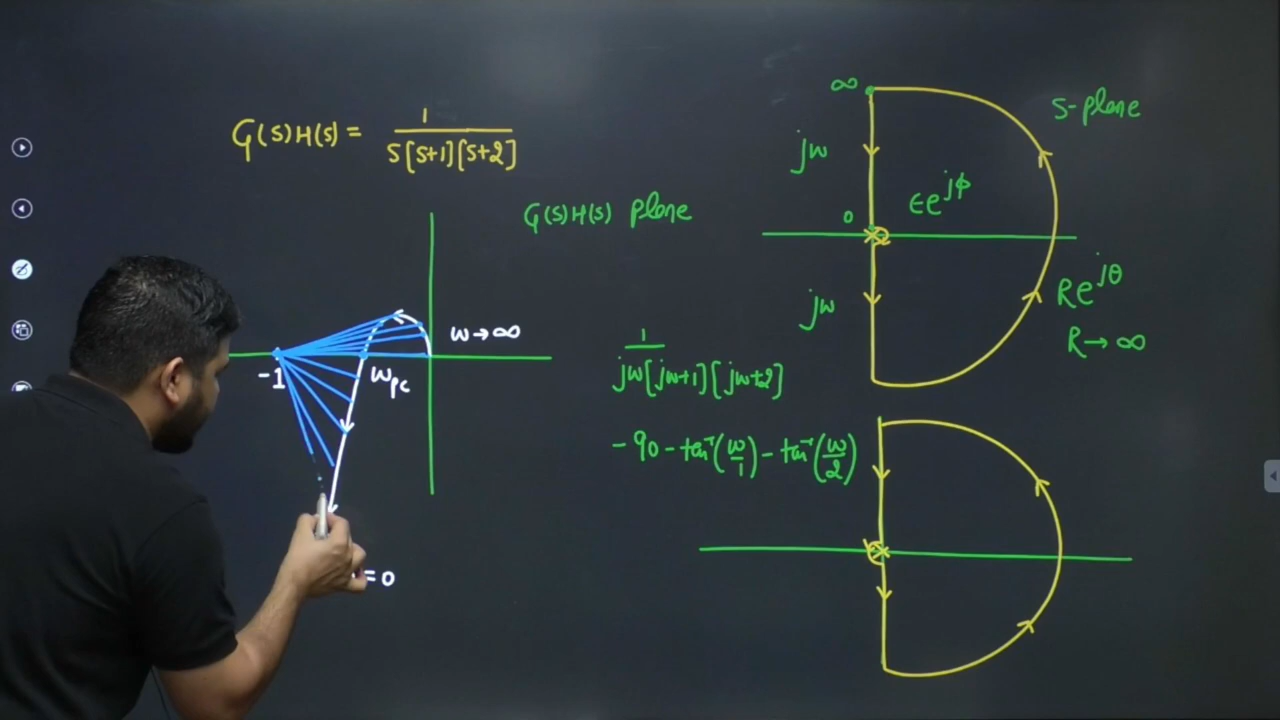 G(s)H(s) = 1 / s[s+1][s+2]
G(s)H(s) plane
ω→∞
-1
ωpc
= 0
1 / jω[jω+1][jω+2]
-90 - tan⁻¹(ω/1) - tan⁻¹(ω/2)
∞
s-plane
jω
0
εe^jϕ
jω
Re^jθ
R→∞